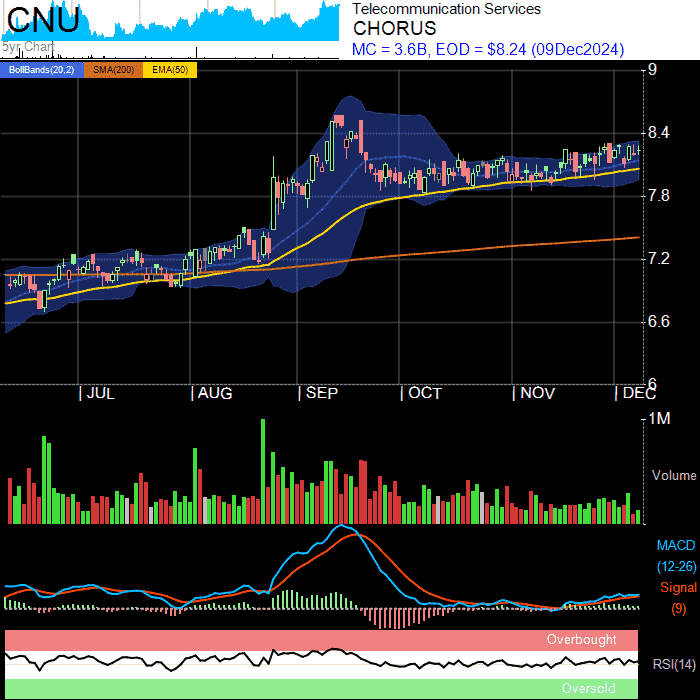 CNU
5yr Chart
Telecommunication Services
CHORUS
MC = 3.6B, EOD = $8.24 (09Dec2024)
BollBands(20,2) SMA(200) EMA(50)
9
8.4
7.8
7.2
6.6
6
JUL AUG SEP OCT NOV DEC
1M
Volume
MACD
(12-26)
Signal
(9)
Overbought
RSI(14)
Oversold